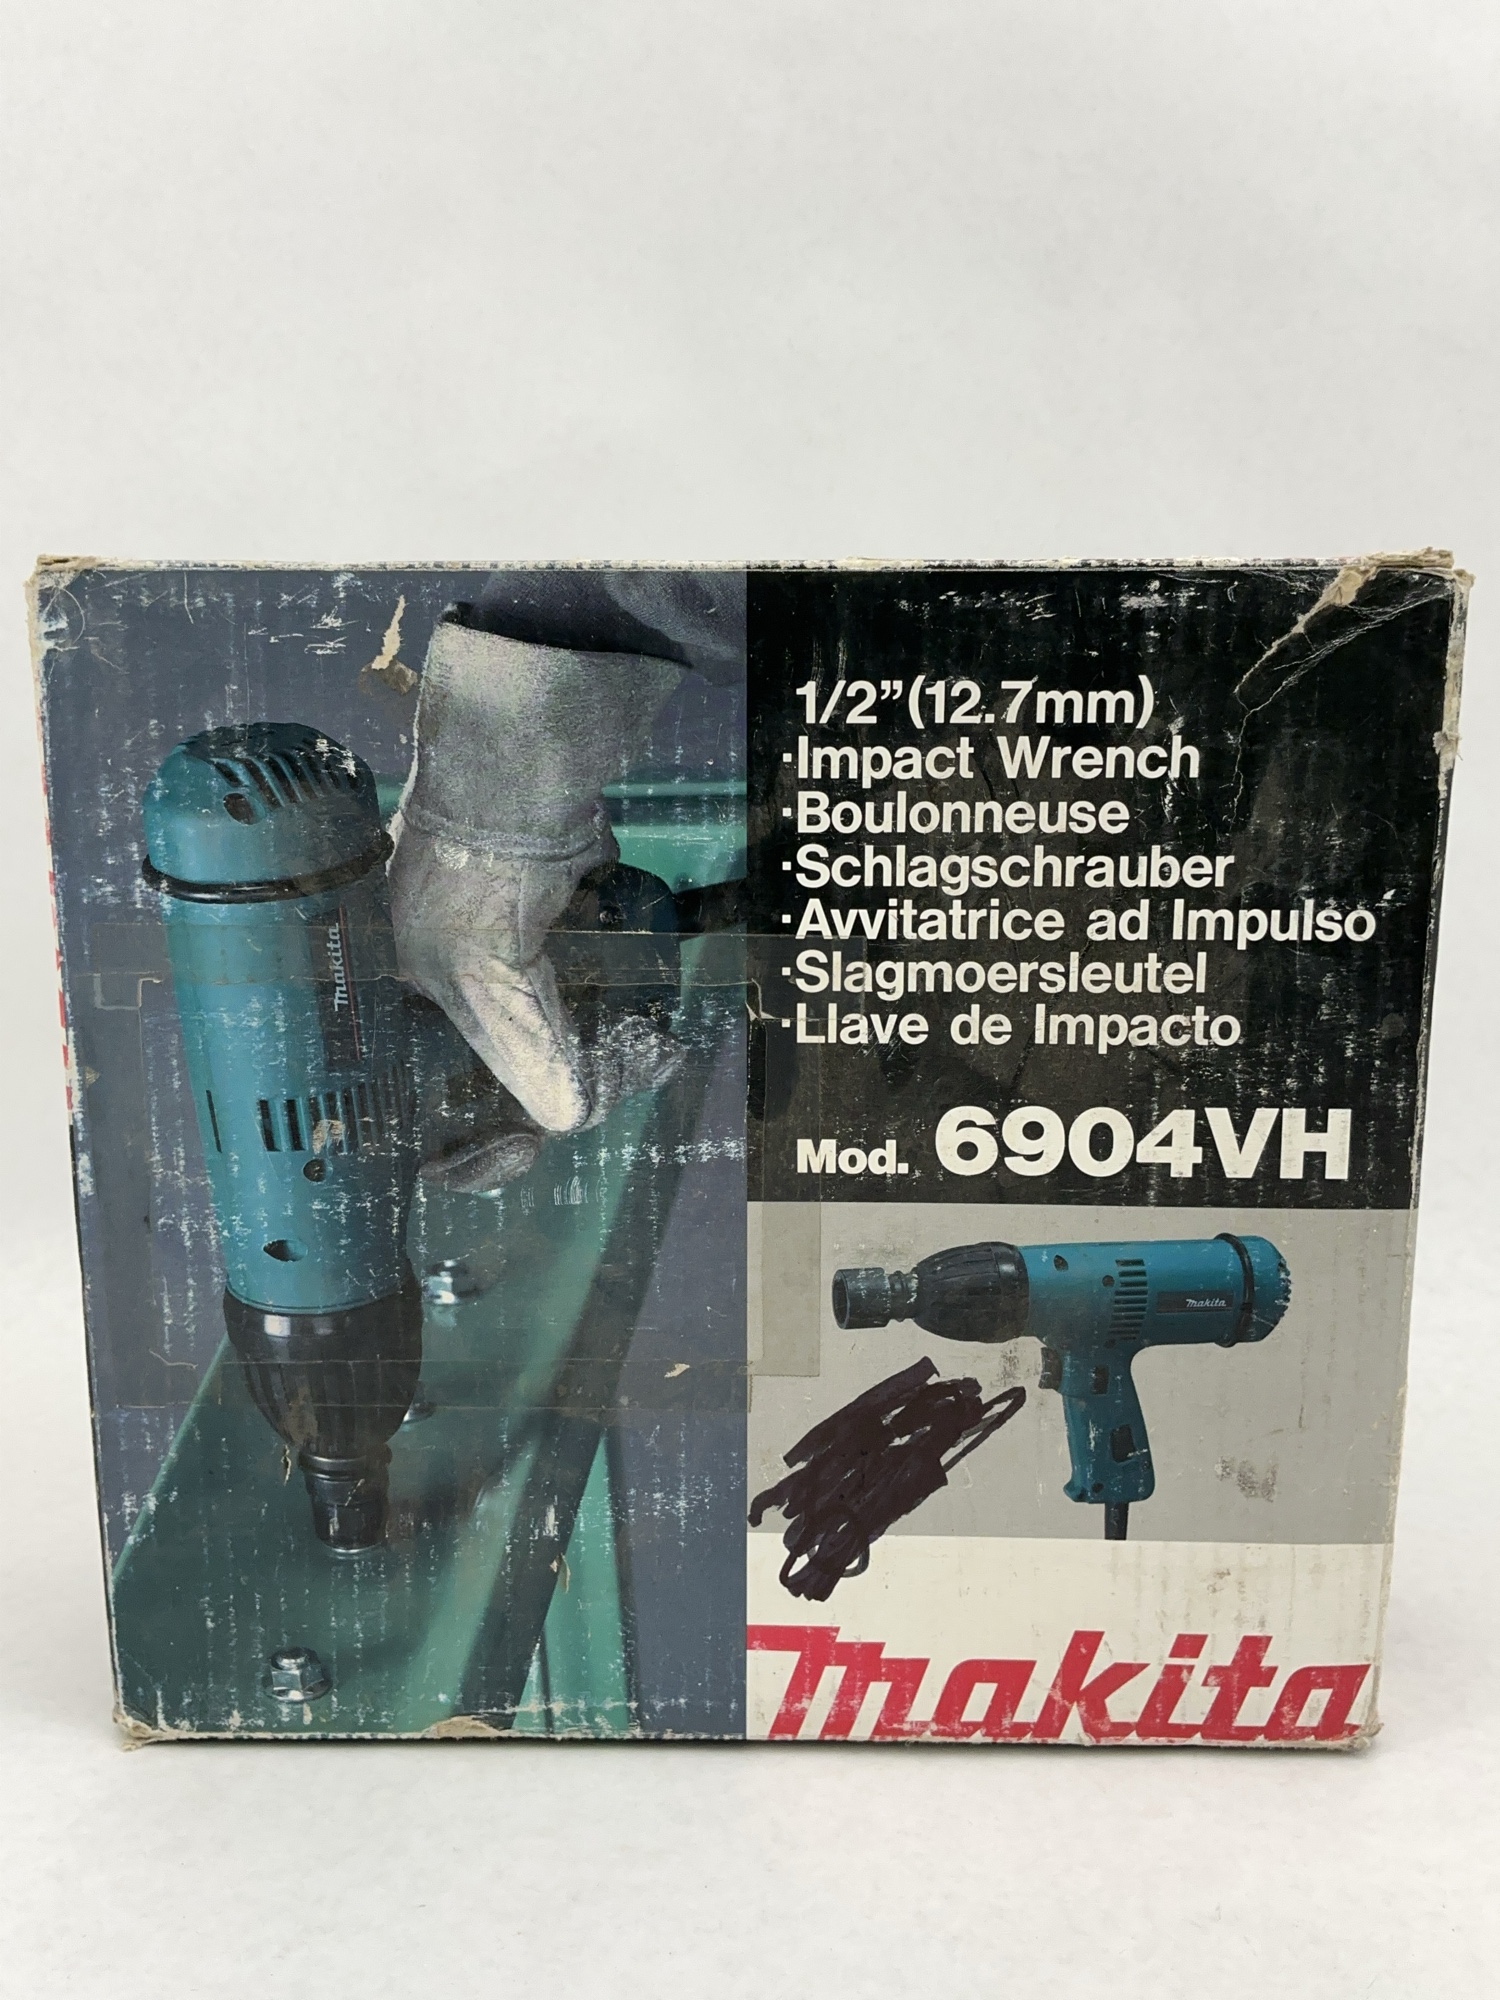 1/2”(12.7mm)
·Impact Wrench
·Boulonneuse
·Schlagschrauber
·Avvitatrice ad Impulso
·Slagmoersleutel
·Llave de Impacto
Mod. 6904VH
makita
makita
makita